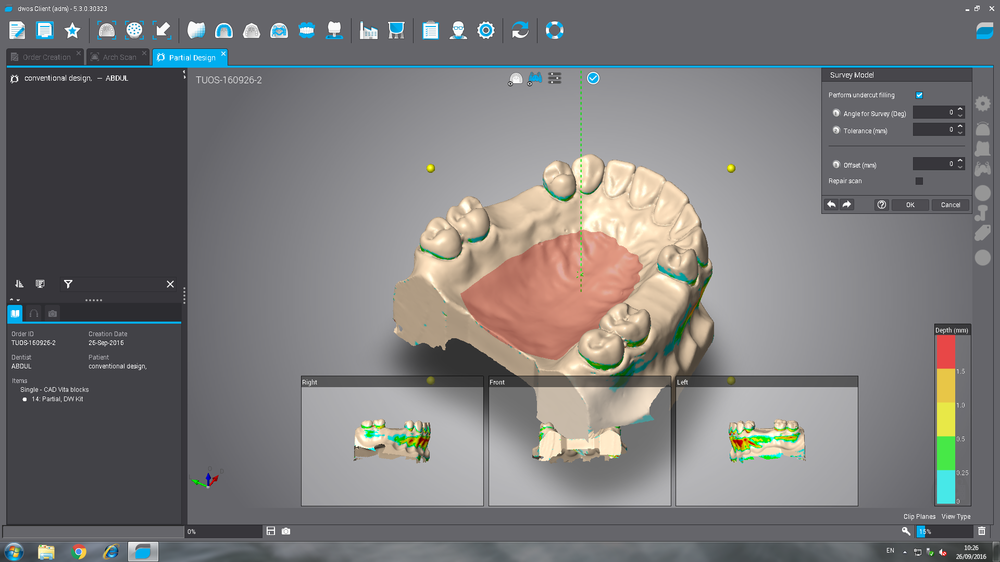 dwos Client (adm) - 5.3.0.30323
Order Creation
Arch Scan
Partial Design
conventional design, — ABDUL
TUOS-160926-2
Survey Model
Perform undercut filling
1 Angle for Survey (Deg) 0
2 Tolerance (mm) 0
3 Offset (mm) 0
Repair scan
OK
Cancel
Order ID
Creation Date
TUOS-160926-2
26-Sep-2016
Dentist
Patient
ABDUL
conventional design,
Items
Single - CAD Vita blocks
14: Partial, DW Kit
Right
Front
Left
Depth (mm)
1.5
1.0
0.5
0.25
0
L
O
D
Clip Planes
View Type
0%
15%
EN
10:26
26/09/2016